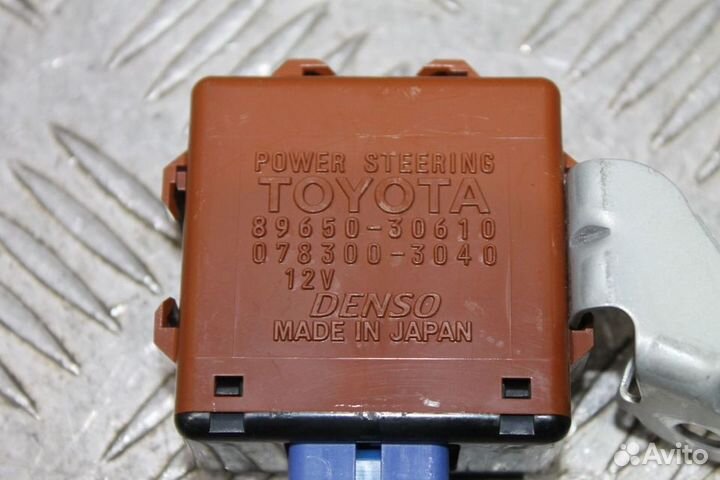 POWER STEERING
TOYOTA
89650-30610
078300-3040
12V
DENSO
MADE IN JAPAN
Avito